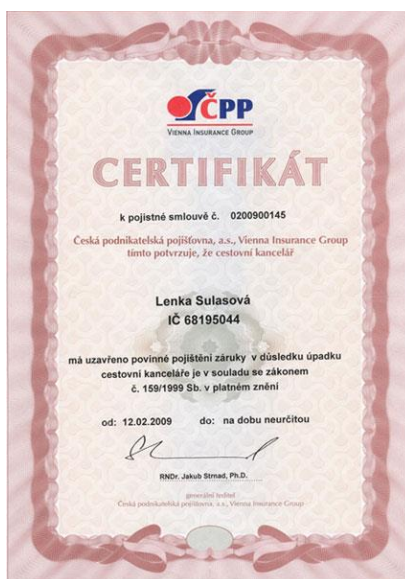 ČPP
VIENNA INSURANCE GROUP
CERTIFIKÁT
k pojistné smlouvě č. 0200900145
Česká podnikatelská pojišťovna, a.s., Vienna Insurance Group
tímto potvrzuje, že cestovní kancelář
Lenka Sulasová
IČ 68195044
má uzavřeno povinné pojištění záruky v důsledku úpadku
cestovní kanceláře je v souladu se zákonem
č. 159/1999 Sb. v platném znění
od: 12.02.2009 do: na dobu neurčitou
RNDr. Jakub Strnad, Ph.D.
generální ředitel
Česká podnikatelská pojišťovna, a.s., Vienna Insurance Group